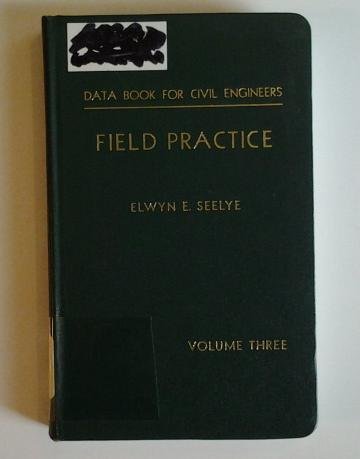 DATA BOOK FOR CIVIL ENGINEERS
FIELD PRACTICE
ELWYN E. SEELYE
VOLUME THREE